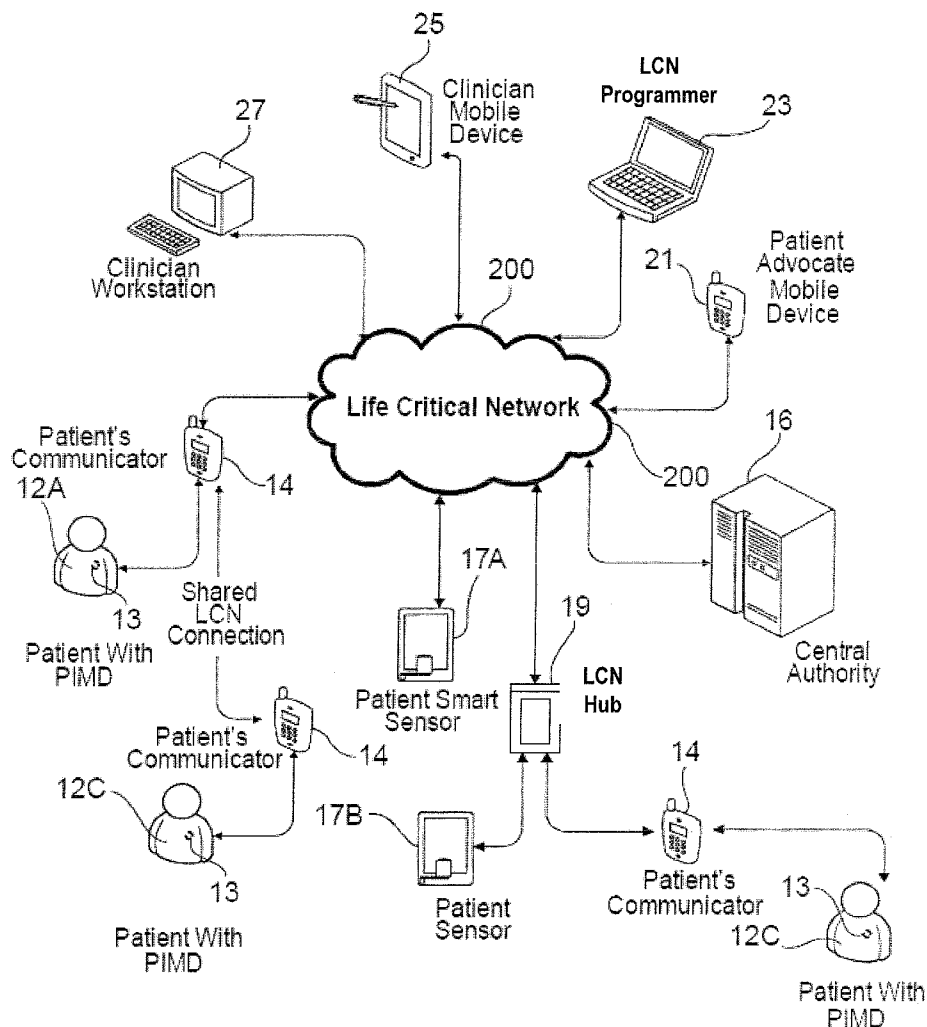 25
LCN
Programmer
Clinician
Mobile
Device
23
27
Clinician
Workstation
Patient
Advocate
Mobile
Device
21
200
Life Critical Network
16
200
Patient's
Communicator
14
12A
13
Patient With
PIMD
Shared
LCN
Connection
17A
Patient Smart
Sensor
19
LCN
Hub
Central
Authority
Patient's
Communicator
14
12C
13
Patient With
PIMD
17B
Patient
Sensor
14
Patient's
Communicator
13
12C
Patient With
PIMD